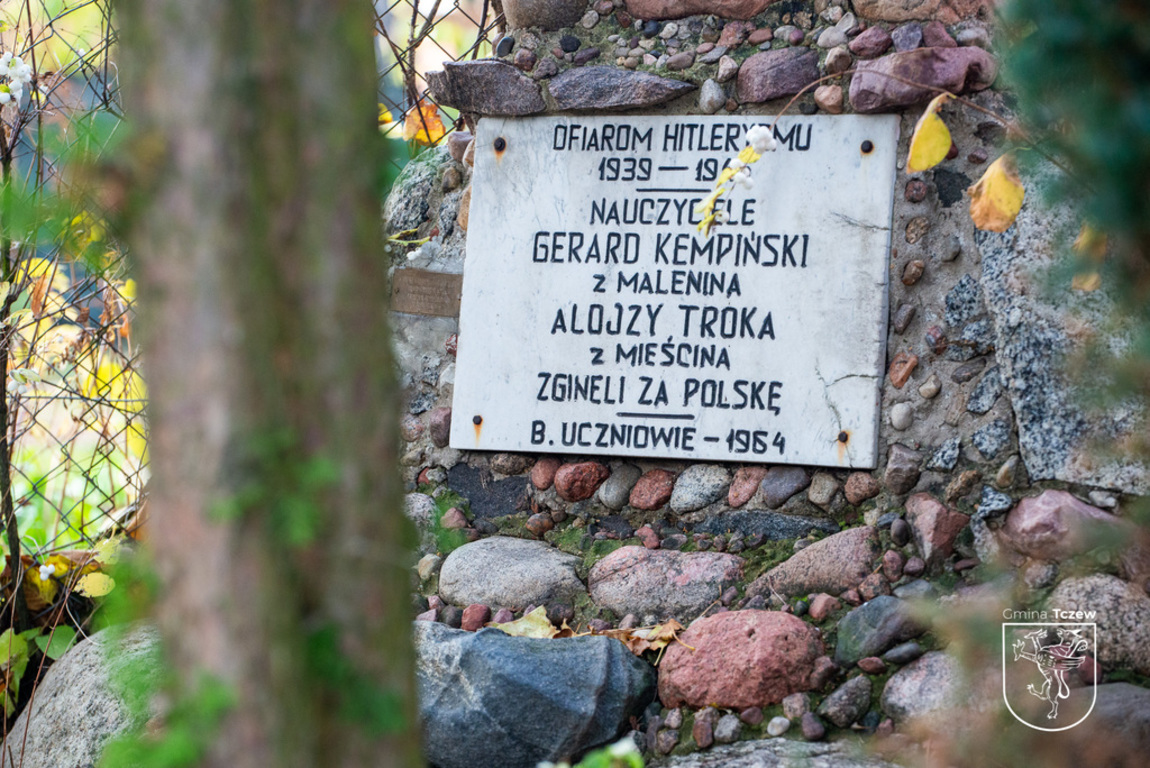 OFIAROM HITLERYZMU
1939 —
NAUCZYCIELE
GERARD KEMPIŃSKI
z MALENINA
ALOJZY TROKA
z MIEŚCINA
ZGINELI ZA POLSKĘ
B. UCZNIOWIE – 1964
Gmina Tczew